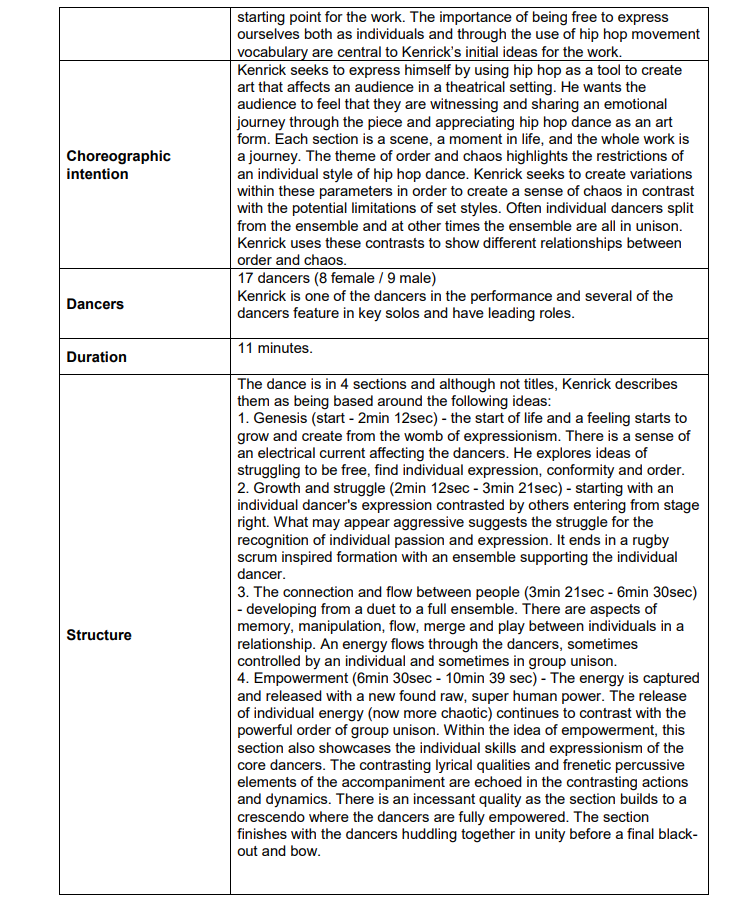 starting point for the work. The importance of being free to express
ourselves both as individuals and through the use of hip hop movement
vocabulary are central to Kenrick's initial ideas for the work.
Choreographic
intention
Kenrick seeks to express himself by using hip hop as a tool to create
art that affects an audience in a theatrical setting. He wants the
audience to feel that they are witnessing and sharing an emotional
journey through the piece and appreciating hip hop dance as an art
form. Each section is a scene, a moment in life, and the whole work is
a journey. The theme of order and chaos highlights the restrictions of
an individual style of hip hop dance. Kenrick seeks to create variations
within these parameters in order to create a sense of chaos in contrast
with the potential limitations of set styles. Often individual dancers split
from the ensemble and at other times the ensemble are all in unison.
Kenrick uses these contrasts to show different relationships between
order and chaos.
Dancers
17 dancers (8 female / 9 male)
Kenrick is one of the dancers in the performance and several of the
dancers feature in key solos and have leading roles.
Duration
11 minutes.
Structure
The dance is in 4 sections and although not titles, Kenrick describes
them as being based around the following ideas:
1. Genesis (start - 2min 12sec) - the start of life and a feeling starts to
grow and create from the womb of expressionism. There is a sense of
an electrical current affecting the dancers. He explores ideas of
struggling to be free, find individual expression, conformity and order.
2. Growth and struggle (2min 12sec - 3min 21sec) - starting with an
individual dancer's expression contrasted by others entering from stage
right. What may appear aggressive suggests the struggle for the
recognition of individual passion and expression. It ends in a rugby
scrum inspired formation with an ensemble supporting the individual
dancer.
3. The connection and flow between people (3min 21sec - 6min 30sec)
- developing from a duet to a full ensemble. There are aspects of
memory, manipulation, flow, merge and play between individuals in a
relationship. An energy flows through the dancers, sometimes
controlled by an individual and sometimes in group unison.
4. Empowerment (6min 30sec - 10min 39 sec) - The energy is captured
and released with a new found raw, super human power. The release
of individual energy (now more chaotic) continues to contrast with the
powerful order of group unison. Within the idea of empowerment, this
section also showcases the individual skills and expressionism of the
core dancers. The contrasting lyrical qualities and frenetic percussive
elements of the accompaniment are echoed in the contrasting actions
and dynamics. There is an incessant quality as the section builds to a
crescendo where the dancers are fully empowered. The section
finishes with the dancers huddling together in unity before a final black-
out and bow.